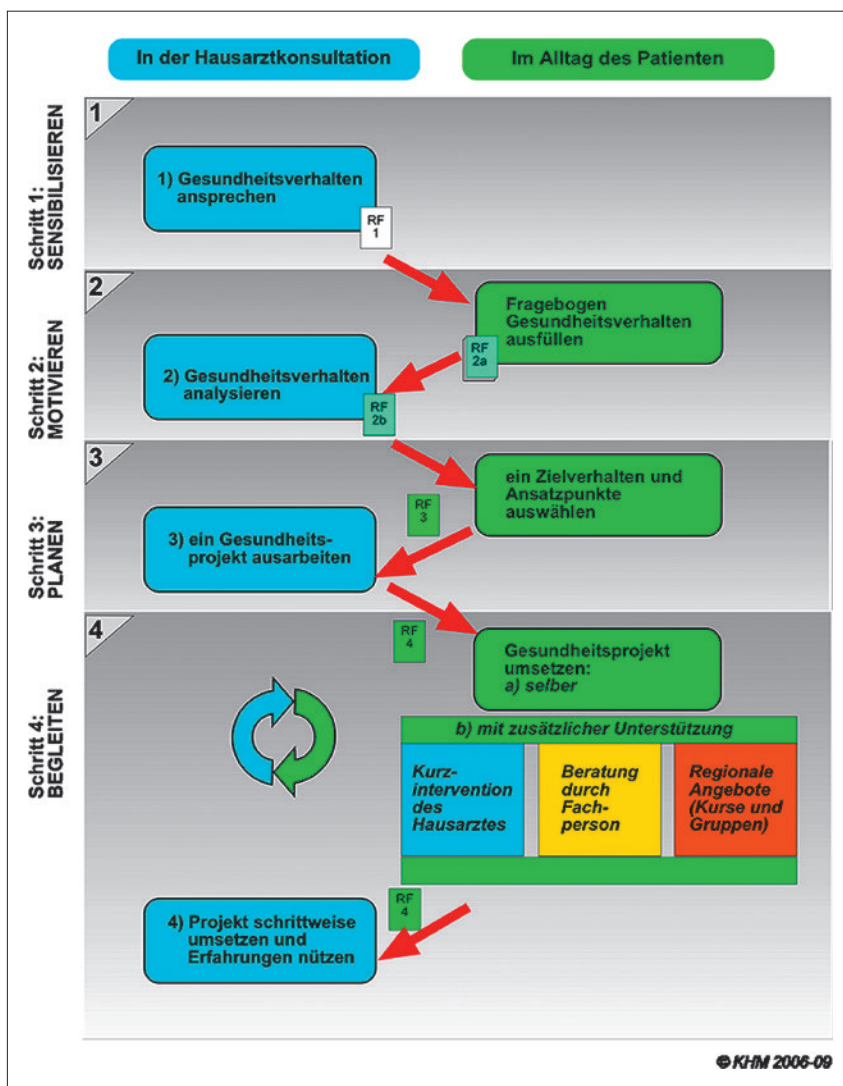 In der Hausarztkonsultation
Im Alltag des Patienten
Schritt 1:
SENSIBILISIEREN
1
1) Gesundheitsverhalten
ansprechen
RF
1
Schritt 2:
MOTIVIEREN
2
Fragebogen
Gesundheitsverhalten
ausfüllen
RF
2a
2) Gesundheitsverhalten
analysieren
RF
2b
Schritt 3:
PLANEN
3
ein Zielverhalten und
Ansatzpunkte
auswählen
RF
3
3) ein Gesundheits-
projekt ausarbeiten
Schritt 4:
BEGLEITEN
4
RF
4
Gesundheitsprojekt
umsetzen:
a) selber
b) mit zusätzlicher Unterstützung
Kurz-
intervention
des
Hausarztes
Beratung
durch
Fach-
person
Regionale
Angebote
(Kurse und
Gruppen)
RF
4
4) Projekt schrittweise
umsetzen und
Erfahrungen nützen
© KHM 2006-09